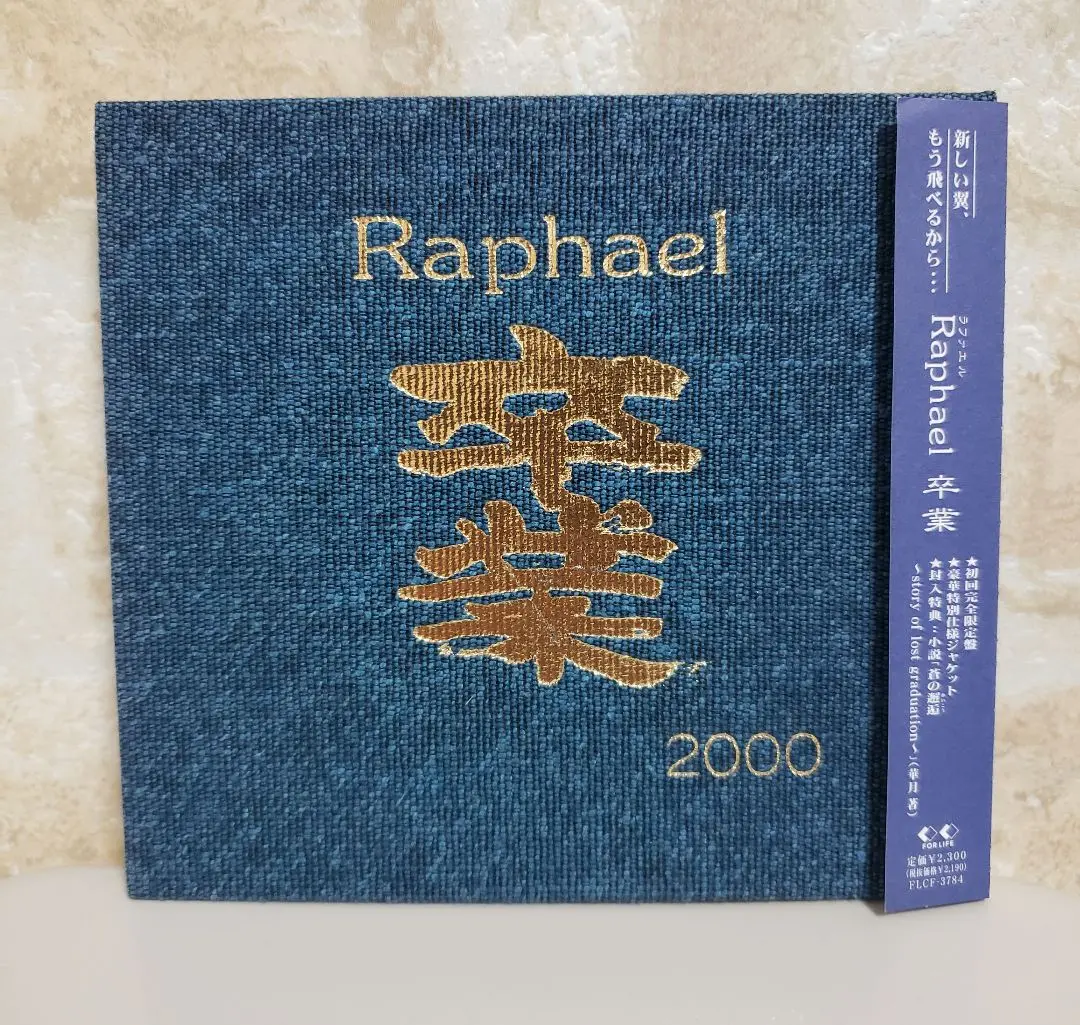 Raphael
卒業
2000
新しい翼、
もう飛べるから…
ラファエル
Raphael 卒業
★初回完全限定盤
★豪華特別仕様ジャケット
★封入特典：小説「蒼の邂逅
～story of lost graduation～」（華月 著）
FOR LIFE
定価￥2,300
(税抜価格￥2,190)
FLCF-3784